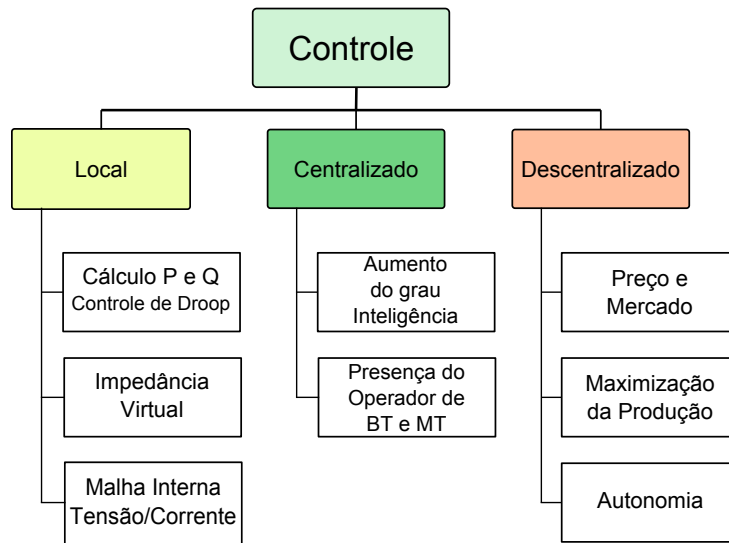 Controle
Local
Centralizado
Descentralizado
Cálculo P e Q
Controle de Droop
Impedância
Virtual
Malha Interna
Tensão/Corrente
Aumento
do grau
Inteligência
Presença do
Operador de
BT e MT
Preço e
Mercado
Maximização
da Produção
Autonomia